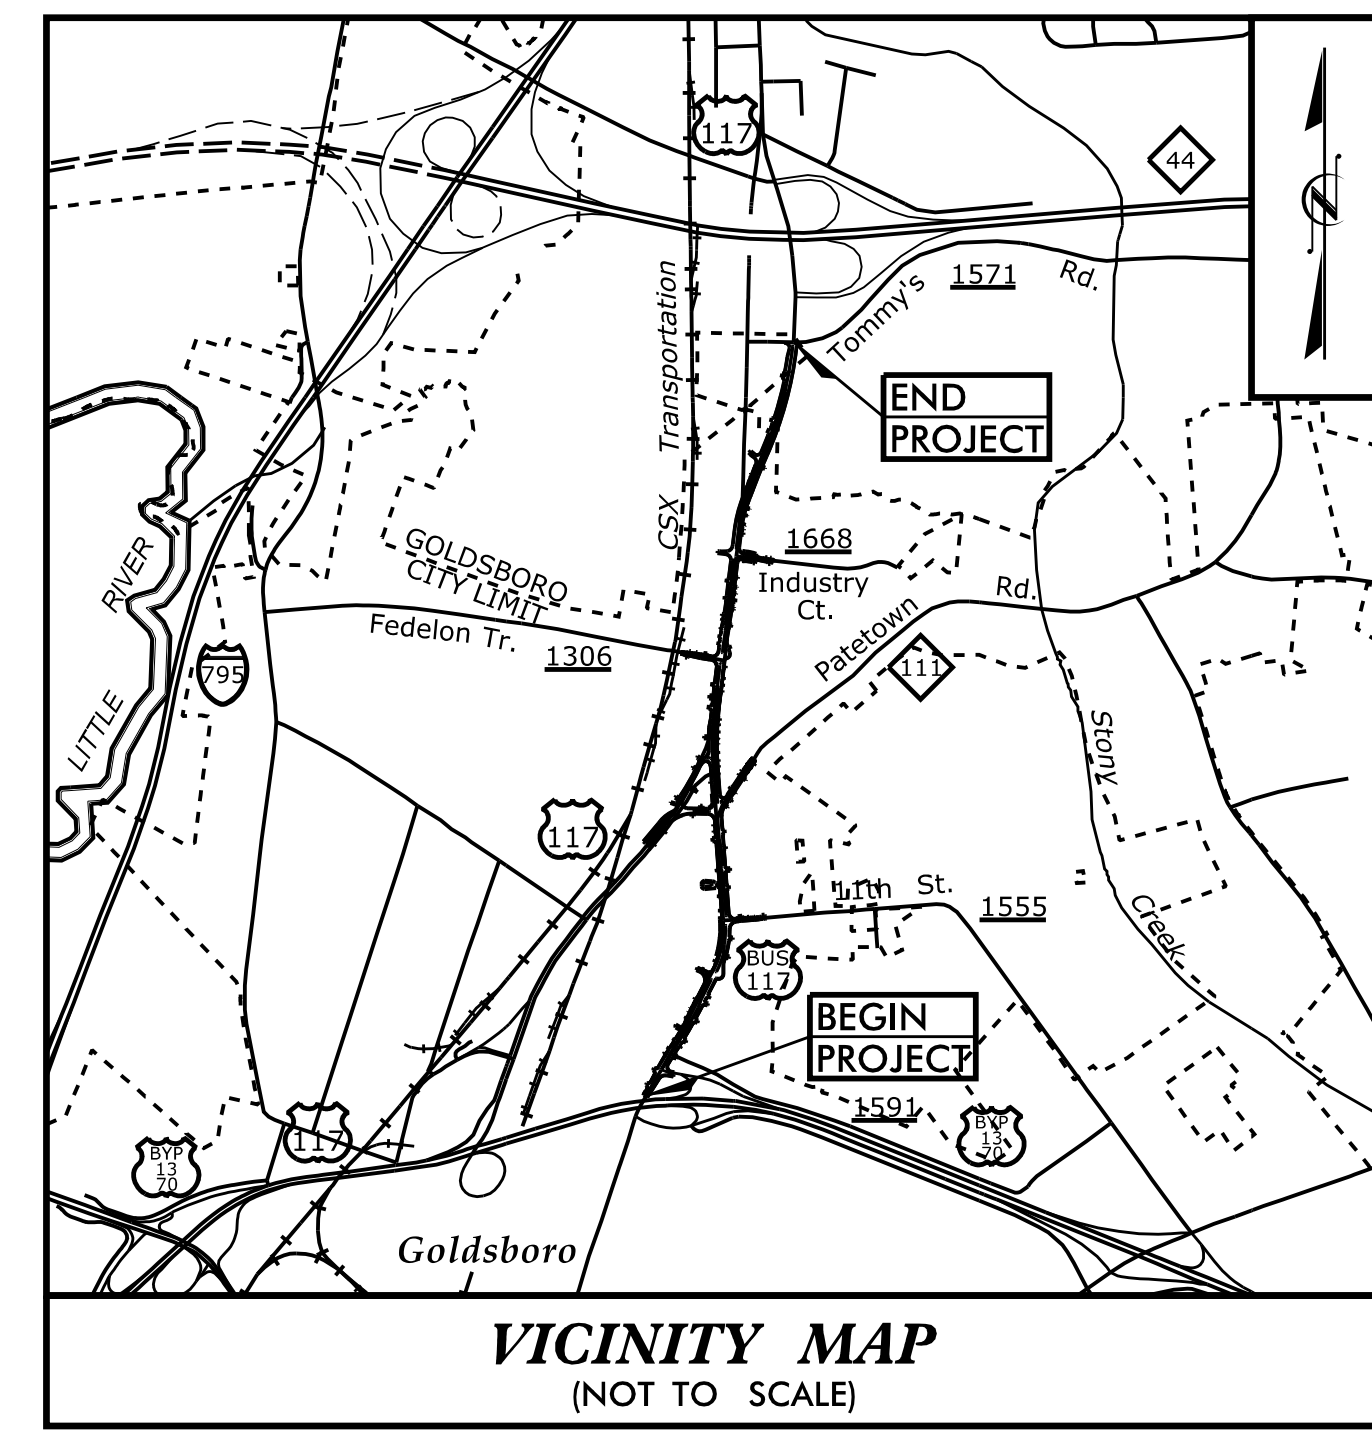 117
44
N
1571
Rd.
Tommy's
CSX Transportation
END
PROJECT
1668
Industry
Ct.
GOLDSBORO
CITY LIMIT
Fedelon Tr.
1306
Patetown
Rd.
111
LITTLE RIVER
795
Stony Creek
117
11th St.
1555
BUS
117
BEGIN
PROJECT
1591
BYP
13
70
117
BYP
13
70
Goldsboro
VICINITY MAP
(NOT TO SCALE)